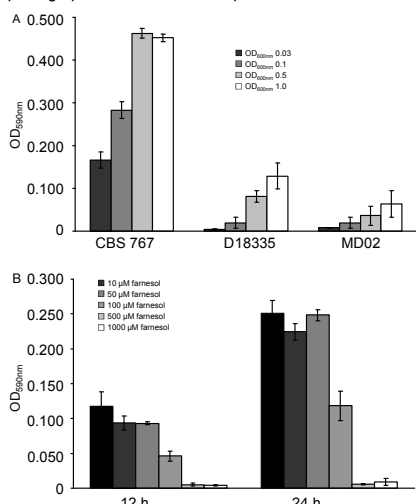 A 0.500
OD600nm 0.03
OD600nm 0.1
OD600nm 0.5
OD600nm 1.0
0.400
0.300
0.200
0.100
0
OD590nm
CBS 767 D18335 MD02
B 0.300
10 µM farnesol
50 µM farnesol
100 µM farnesol
500 µM farnesol
1000 µM farnesol
0.250
0.200
0.150
0.100
0.050
0
OD590nm
12 h 24 h